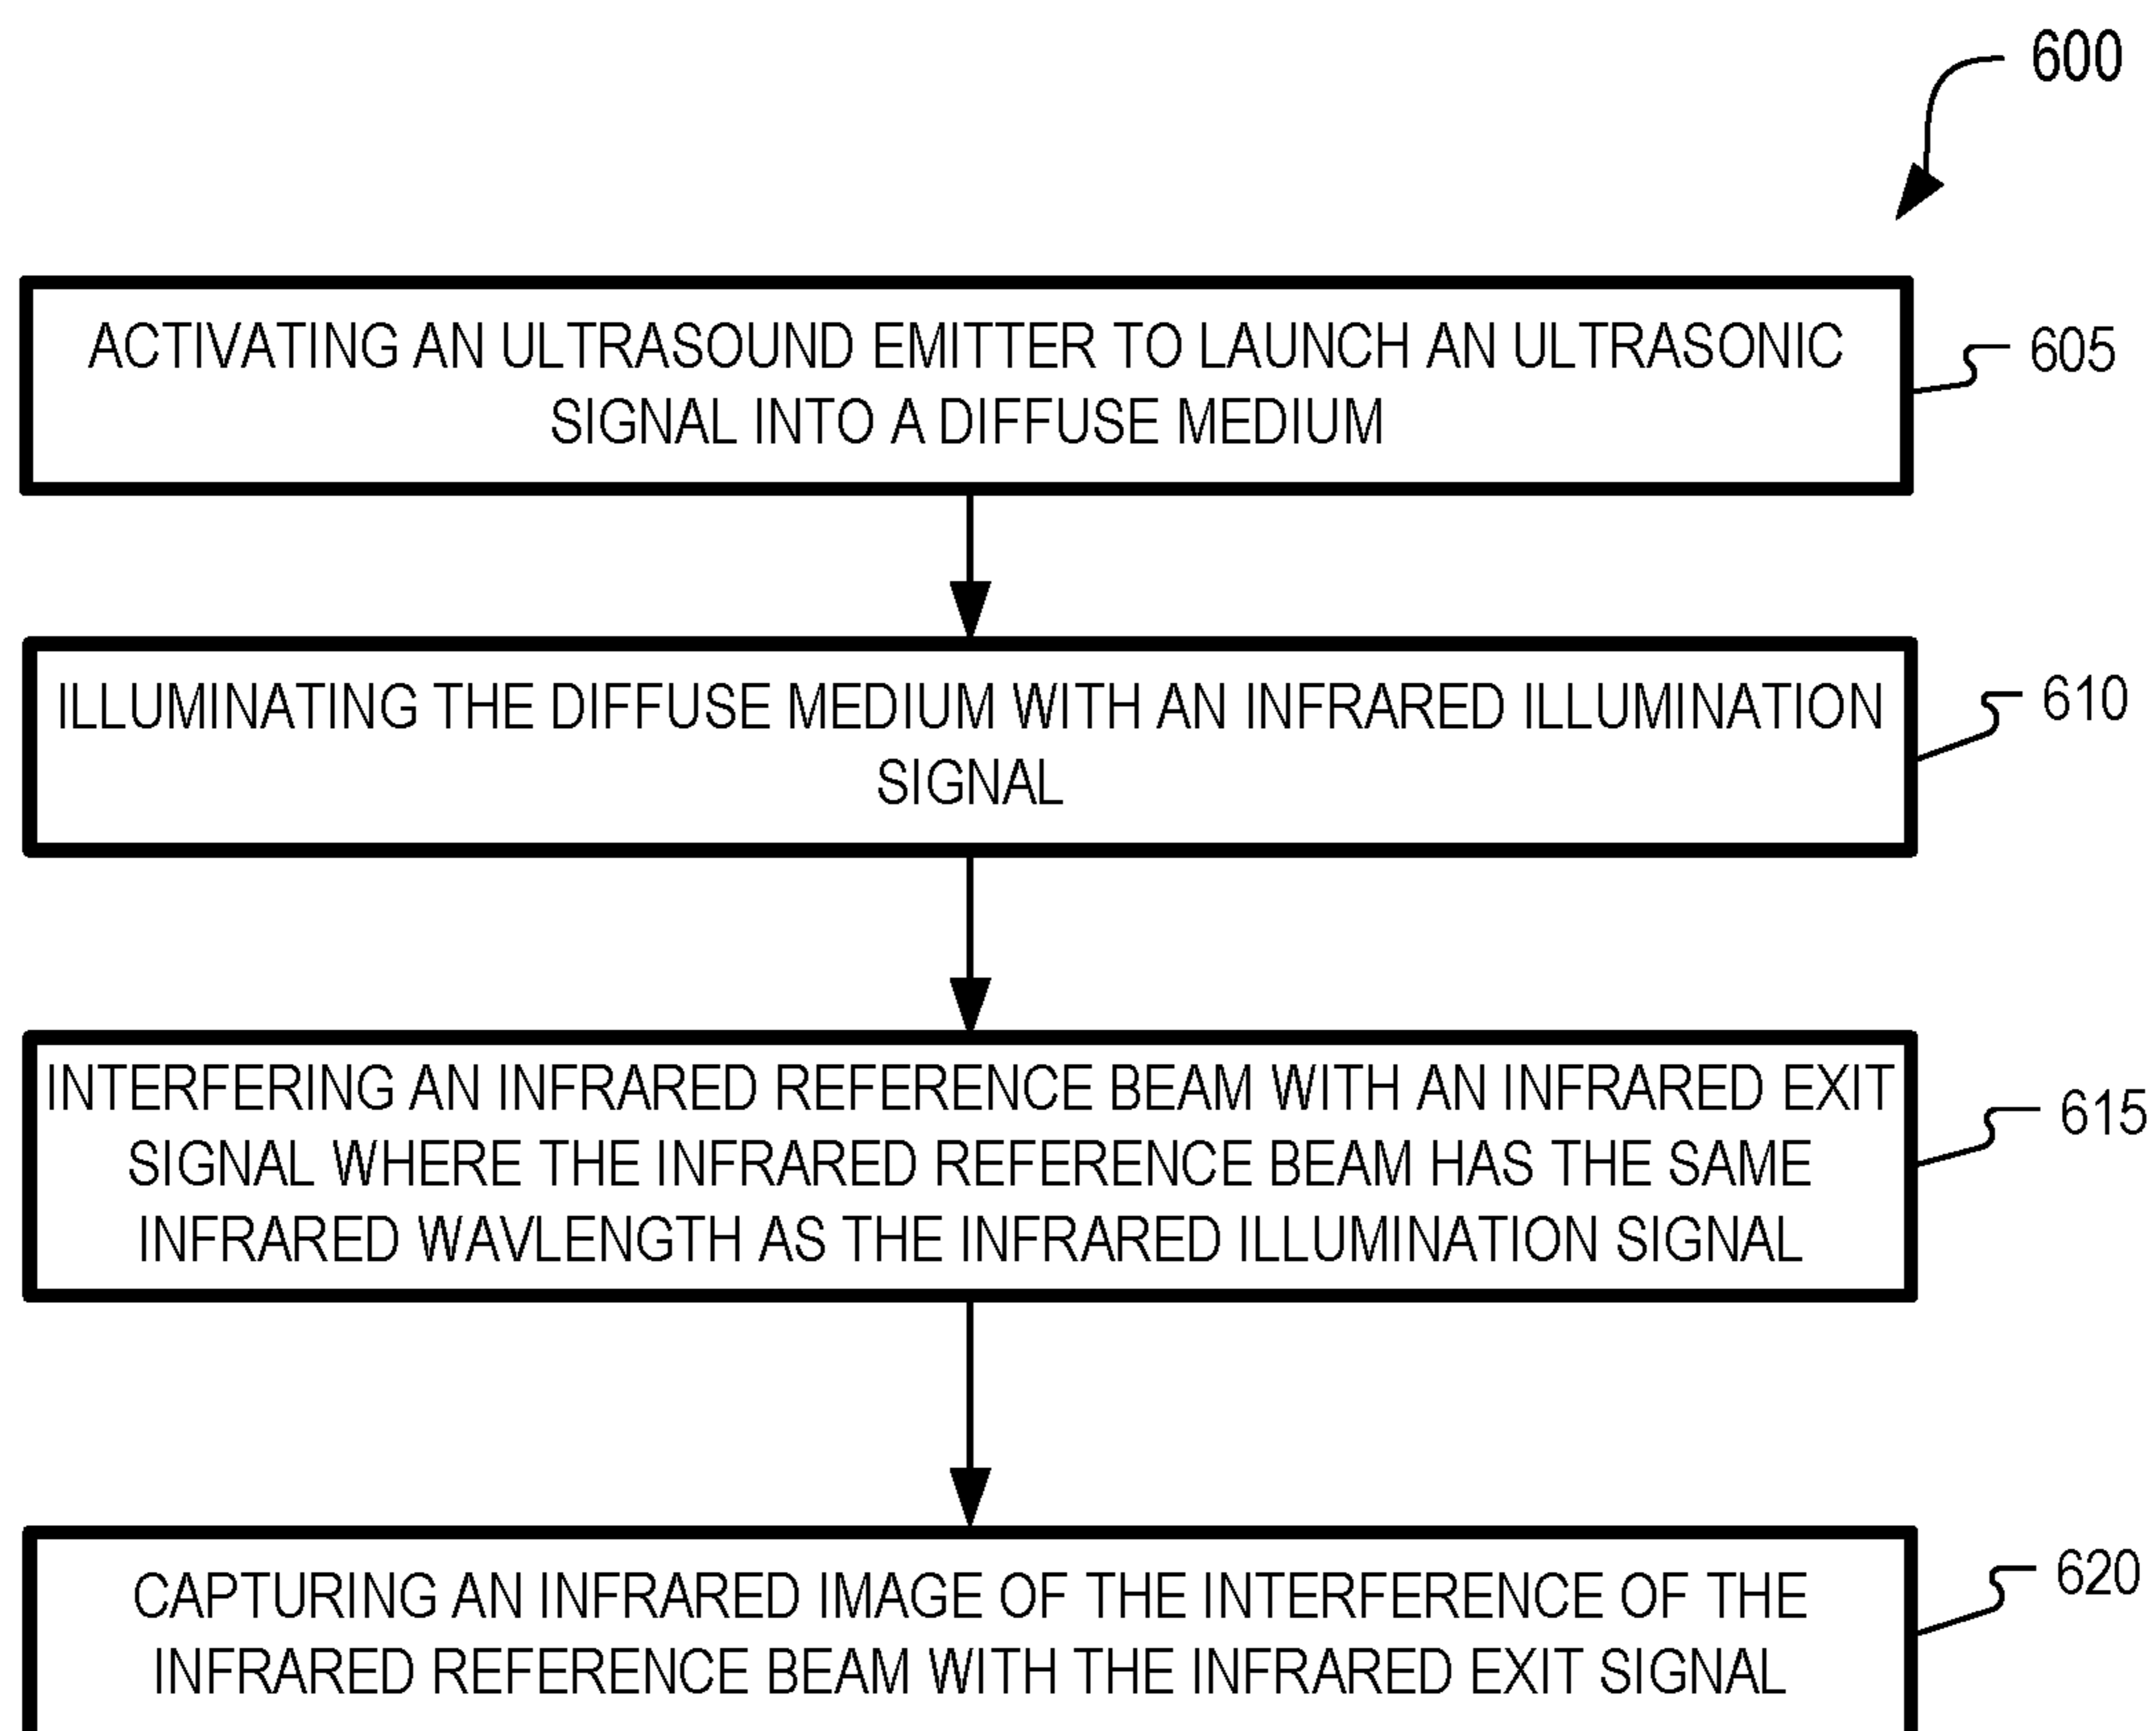 600
ACTIVATING AN ULTRASOUND EMITTER TO LAUNCH AN ULTRASONIC
SIGNAL INTO A DIFFUSE MEDIUM
605
ILLUMINATING THE DIFFUSE MEDIUM WITH AN INFRARED ILLUMINATION
SIGNAL
610
INTERFERING AN INFRARED REFERENCE BEAM WITH AN INFRARED EXIT
SIGNAL WHERE THE INFRARED REFERENCE BEAM HAS THE SAME
INFRARED WAVLENGTH AS THE INFRARED ILLUMINATION SIGNAL
615
CAPTURING AN INFRARED IMAGE OF THE INTERFERENCE OF THE
INFRARED REFERENCE BEAM WITH THE INFRARED EXIT SIGNAL
620